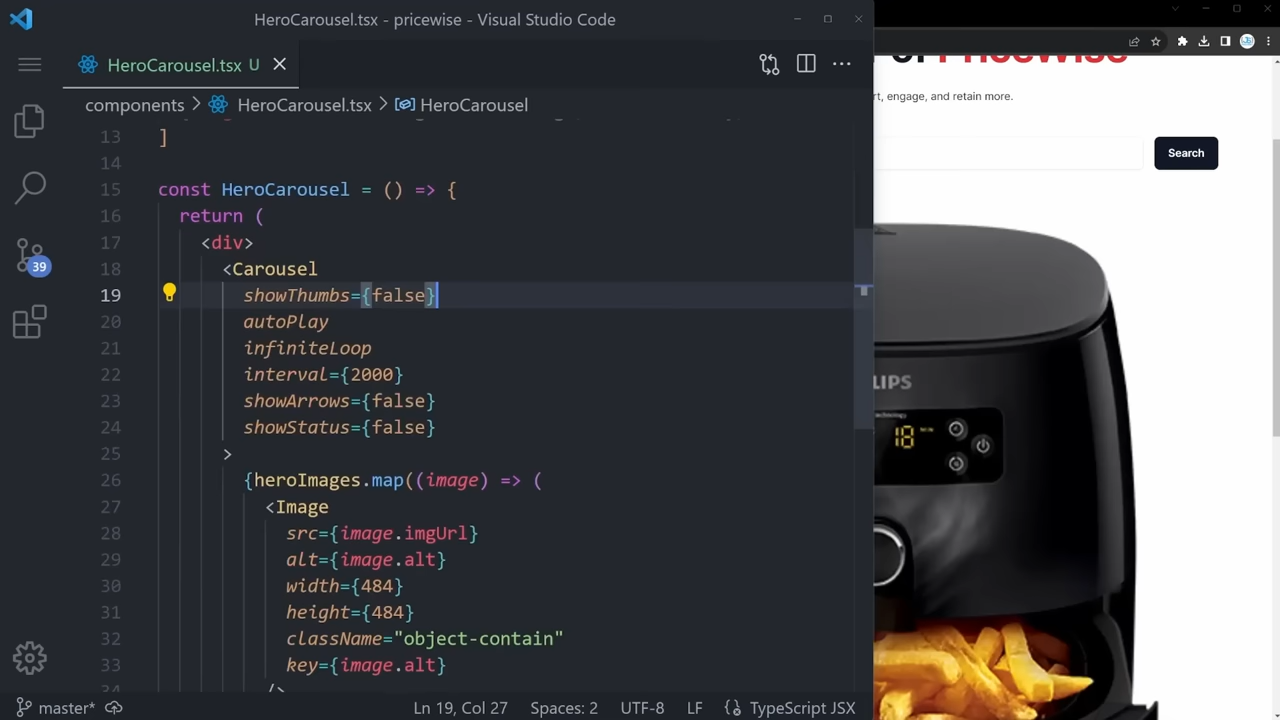 HeroCarousel.tsx - pricewise - Visual Studio Code
HeroCarousel.tsx U
components > HeroCarousel.tsx > HeroCarousel
13 ]
14
15 const HeroCarousel = () => {
16 return (
17 <div>
18 <Carousel
19 showThumbs={false}
20 autoPlay
21 infiniteLoop
22 interval={2000}
23 showArrows={false}
24 showStatus={false}
25 >
26 {heroImages.map((image) => (
27 <Image
28 src={image.imgUrl}
29 alt={image.alt}
30 width={484}
31 height={484}
32 className="object-contain"
33 key={image.alt}
34 />
39
master* Ln 19, Col 27 Spaces: 2 UTF-8 LF TypeScript JSX
PriceWise
, engage, and retain more.
Search
LIPS
18